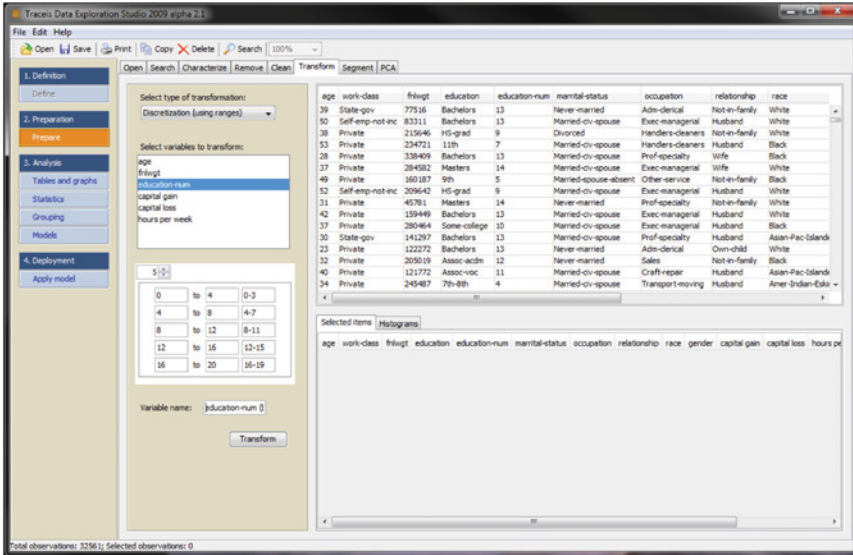 Traceis Data Exploration Studio 2009 alpha 2.1
File Edit Help
Open Save Print Copy Delete Search 100%
1. Definition
Define
2. Preparation
Prepare
3. Analysis
Tables and graphs
Statistics
Grouping
Models
4. Deployment
Apply model
Open Search Characterize Remove Clean Transform Segment PCA
Select type of transformation:
Discretization (using ranges)
Select variables to transform:
age
fnlwgt
education-num
capital gain
capital loss
hours per week
5
0 to 4 0-3
4 to 8 4-7
8 to 12 8-11
12 to 16 12-15
16 to 20 16-19
Variable name: education-num (
Transform
age work-class fnlwgt education education-num marrital-status occupation relationship race
39 State-gov 77516 Bachelors 13 Never-married Adm-clerical Not-in-family White
50 Self-emp-not-inc 83311 Bachelors 13 Married-civ-spouse Exec-managerial Husband White
38 Private 215646 HS-grad 9 Divorced Handlers-cleaners Not-in-family White
53 Private 234721 11th 7 Married-civ-spouse Handlers-cleaners Husband Black
28 Private 338409 Bachelors 13 Married-civ-spouse Prof-specialty Wife Black
37 Private 284582 Masters 14 Married-civ-spouse Exec-managerial Wife White
49 Private 160187 9th 5 Married-spouse-absent Other-service Not-in-family Black
52 Self-emp-not-inc 209642 HS-grad 9 Married-civ-spouse Exec-managerial Husband White
31 Private 45781 Masters 14 Never-married Prof-specialty Not-in-family White
42 Private 159449 Bachelors 13 Married-civ-spouse Exec-managerial Husband White
37 Private 280464 Some-college 10 Married-civ-spouse Exec-managerial Husband Black
30 State-gov 141297 Bachelors 13 Married-civ-spouse Prof-specialty Husband Asian-Pac-Islande
23 Private 122272 Bachelors 13 Never-married Adm-clerical Own-child White
32 Private 205019 Assoc-acdm 12 Never-married Sales Not-in-family Black
40 Private 121772 Assoc-voc 11 Married-civ-spouse Craft-repair Husband Asian-Pac-Islande
34 Private 245487 7th-8th 4 Married-civ-spouse Transport-moving Husband Amer-Indian-Eski
Selected items Histograms
age work-class fnlwgt education education-num marrital-status occupation relationship race gender capital gain capital loss hours pe
Total observations: 32561; Selected observations: 0